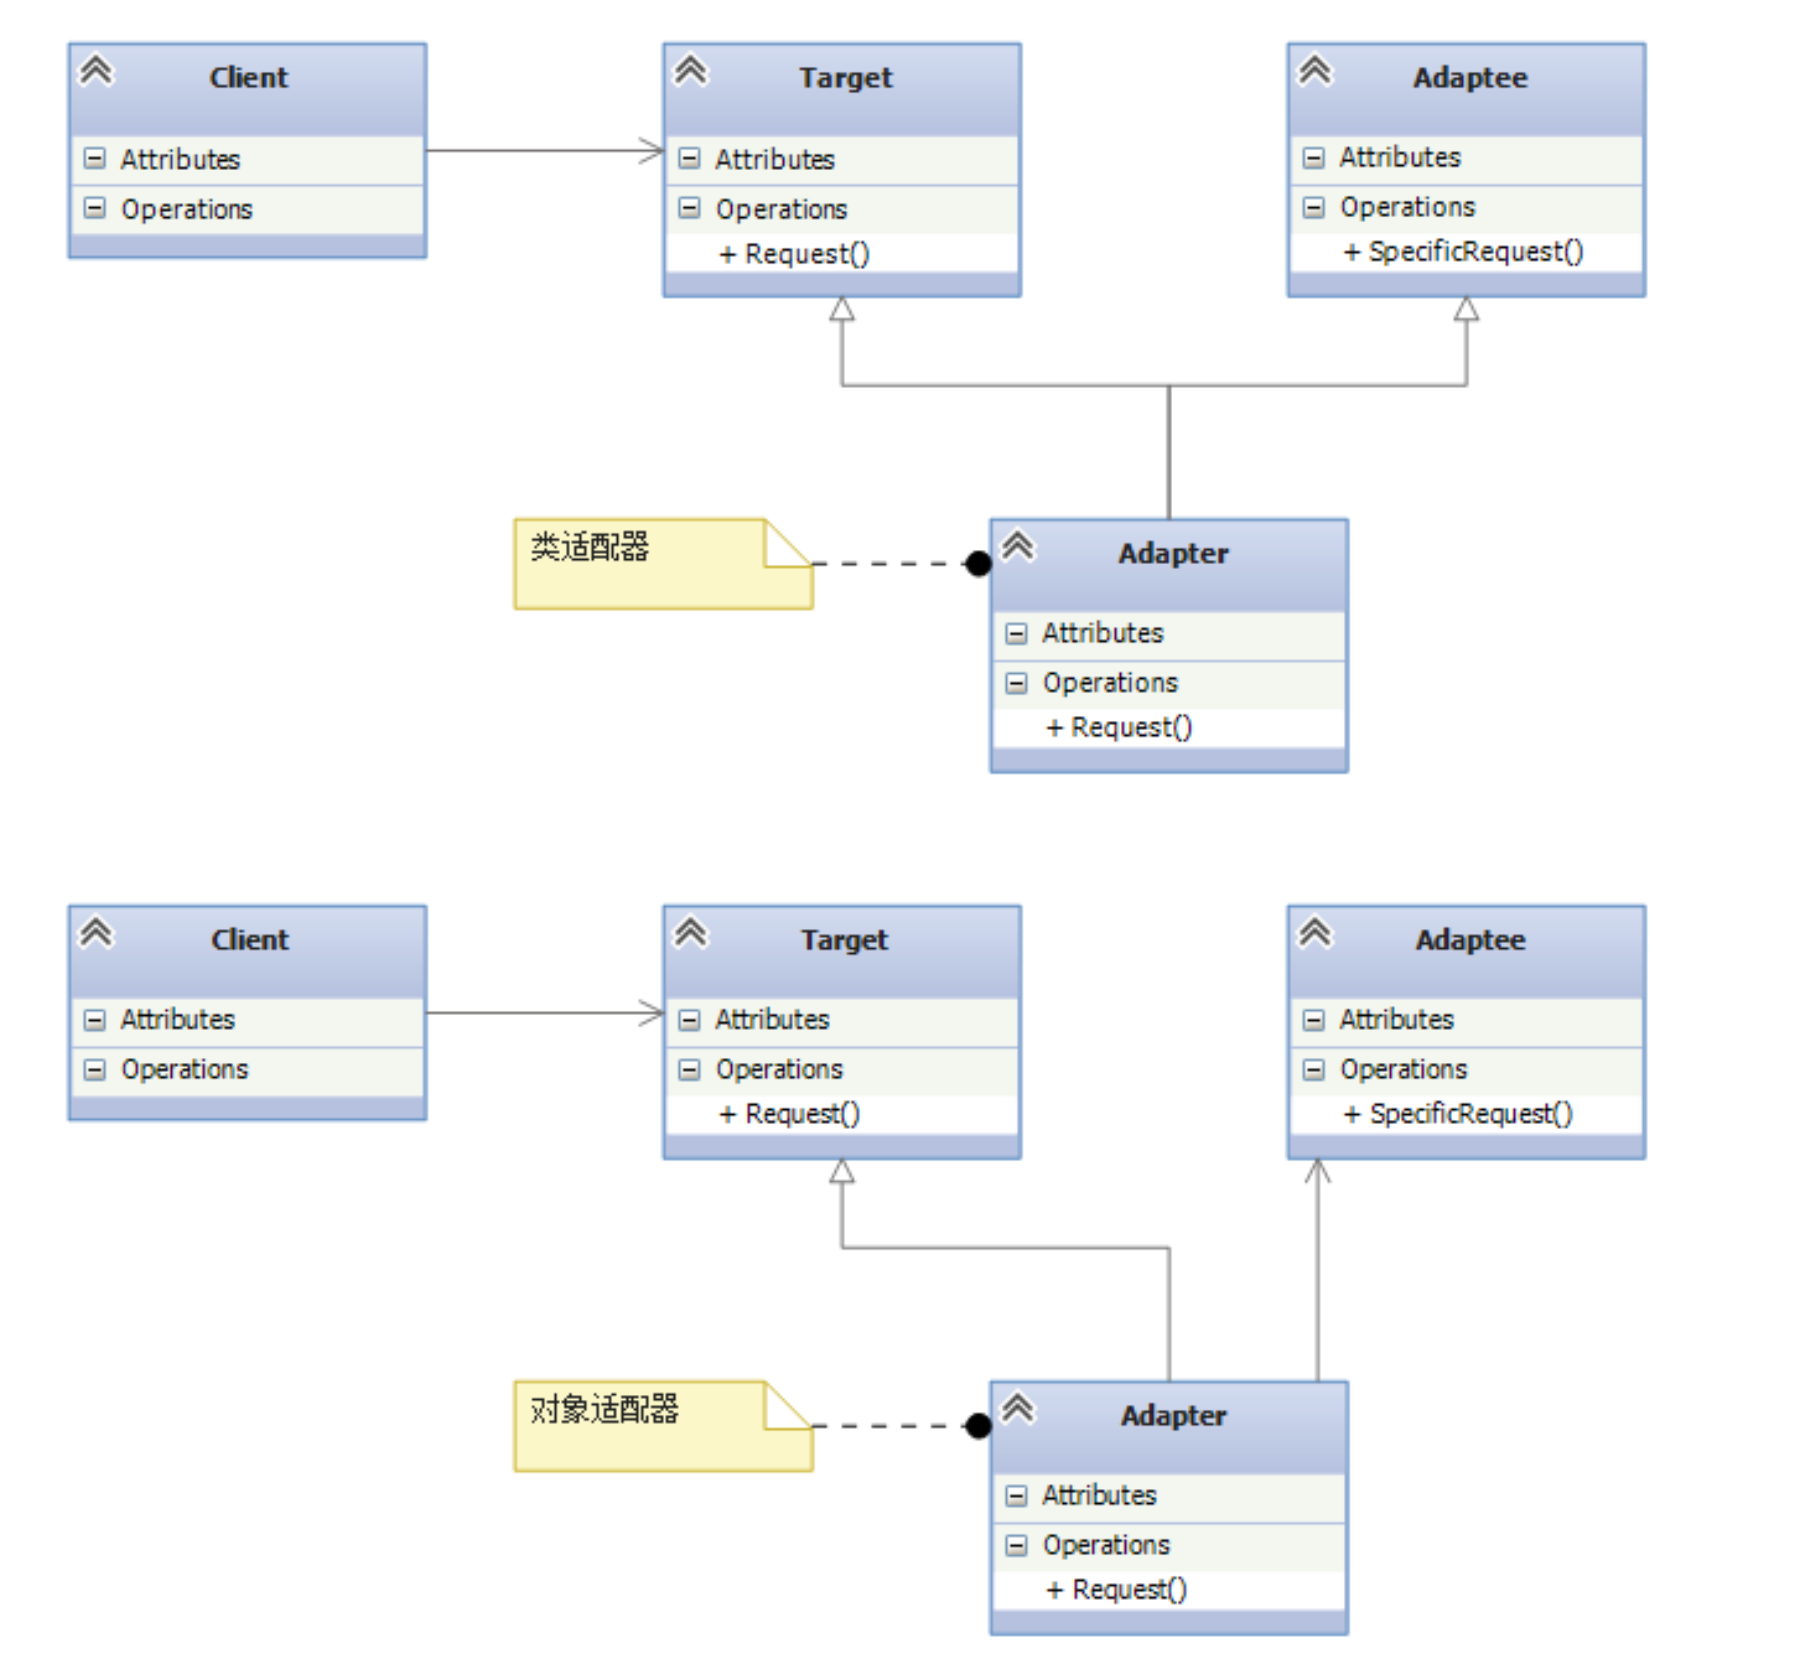 Client
Attributes
Operations
Target
Attributes
Operations
+ Request()
Adaptee
Attributes
Operations
+ SpecificRequest()
类适配器
Adapter
Attributes
Operations
+ Request()
Client
Attributes
Operations
Target
Attributes
Operations
+ Request()
Adaptee
Attributes
Operations
+ SpecificRequest()
对象适配器
Adapter
Attributes
Operations
+ Request()